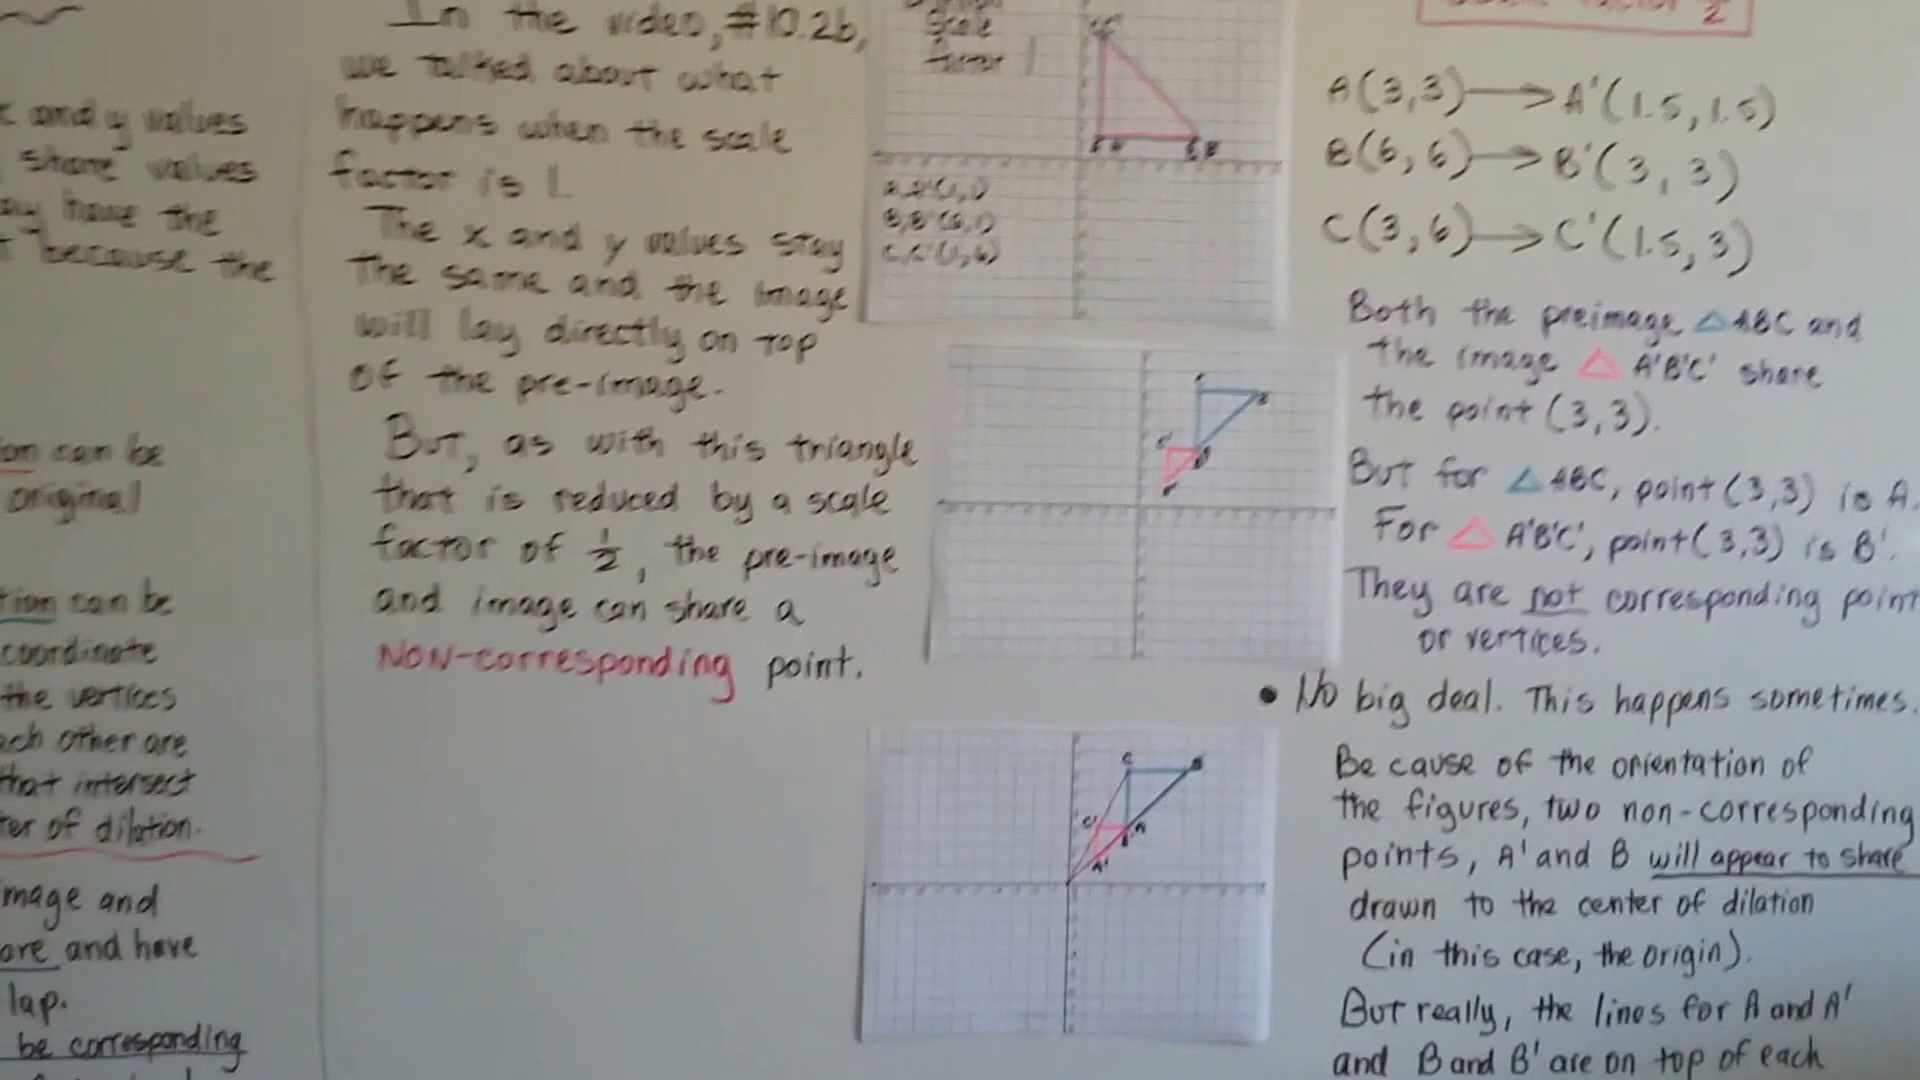 x and y values
share values
have the
because the
on can be
original
tion can be
coordinate
the vertices
ach other are
that intersect
ter of dilation.
image and
are and have
lap.
be corresponding
In the video, #10.2b,
we talked about what
happens when the scale
factor is 1.
The x and y values stay
the same and the image
will lay directly on top
of the pre-image.
But, as with this triangle
that is reduced by a scale
factor of 1/2, the pre-image
and image can share a
NON-corresponding point.
Scale
Factor 1
C
B
C'
A'
A(3,3)→A'(1.5,1.5)
B(6,6)→B'(3,3)
C(3,6)→C'(1.5,3)
Both the preimage △ABC and
the image △ A'B'C' share
the point (3,3).
But for △ABC, point (3,3) is A.
For △ A'B'C', point (3,3) is B'.
They are not corresponding point
or vertices.
• No big deal. This happens sometimes.
Because of the orientation of
the figures, two non-corresponding
points, A' and B will appear to share
drawn to the center of dilation
(in this case, the origin).
But really, the lines for A and A'
and B and B' are on top of each